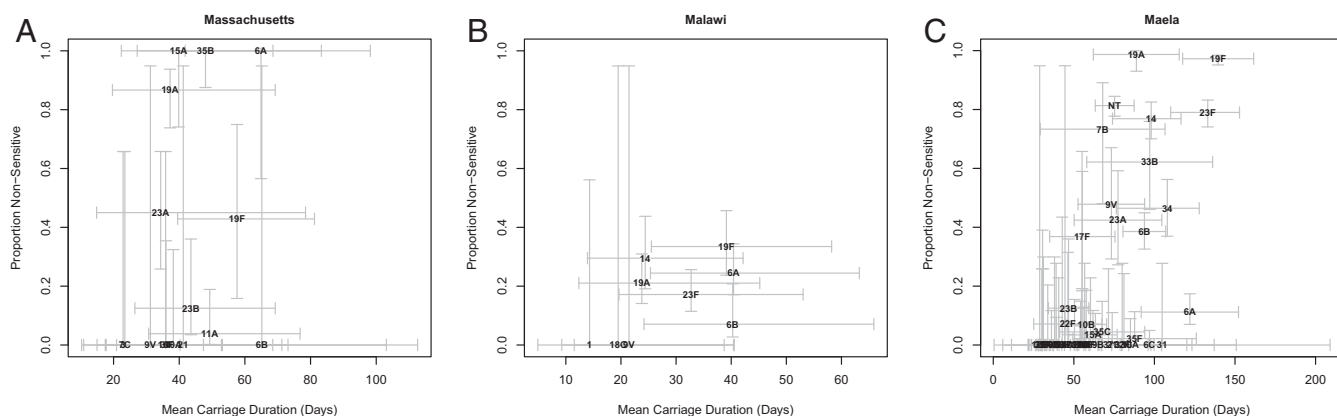 A
Massachusetts
Proportion Non−Sensitive
1.0
0.8
0.6
0.4
0.2
0.0
15A
35B
6A
19A
23A
19F
23B
11A
9V
21
6B
20
40
60
80
100
Mean Carriage Duration (Days)
B
Malawi
Proportion Non−Sensitive
1.0
0.8
0.6
0.4
0.2
0.0
19F
14
6A
19A
23F
6B
1
9V
10
20
30
40
50
60
Mean Carriage Duration (Days)
C
Maela
Proportion Non−Sensitive
1.0
0.8
0.6
0.4
0.2
0.0
19A
19F
NT
23F
14
7B
33B
9V
34
23A
6B
17F
23B
6A
22F
10B
35C
15A
35F
6C
31
0
50
100
150
200
Mean Carriage Duration (Days)